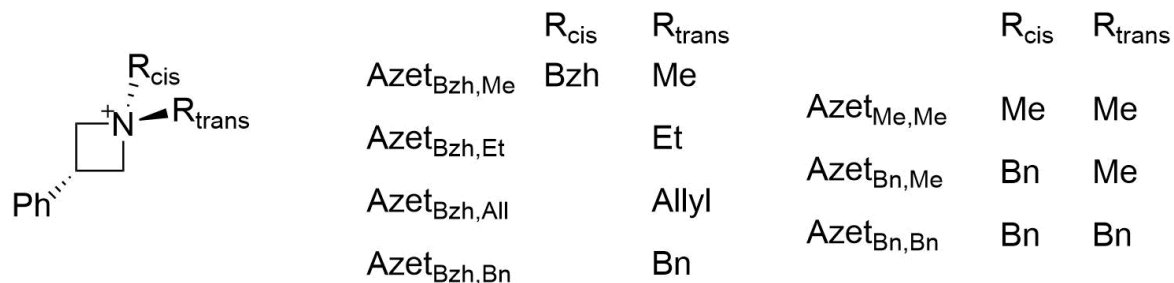 R_cis R_trans R_cis R_trans
R_cis
N+ R_trans
Ph
Azet_Bzh,Me Bzh Me
Azet_Bzh,Et Et
Azet_Bzh,All Allyl
Azet_Bzh,Bn Bn
Azet_Me,Me Me Me
Azet_Bn,Me Bn Me
Azet_Bn,Bn Bn Bn